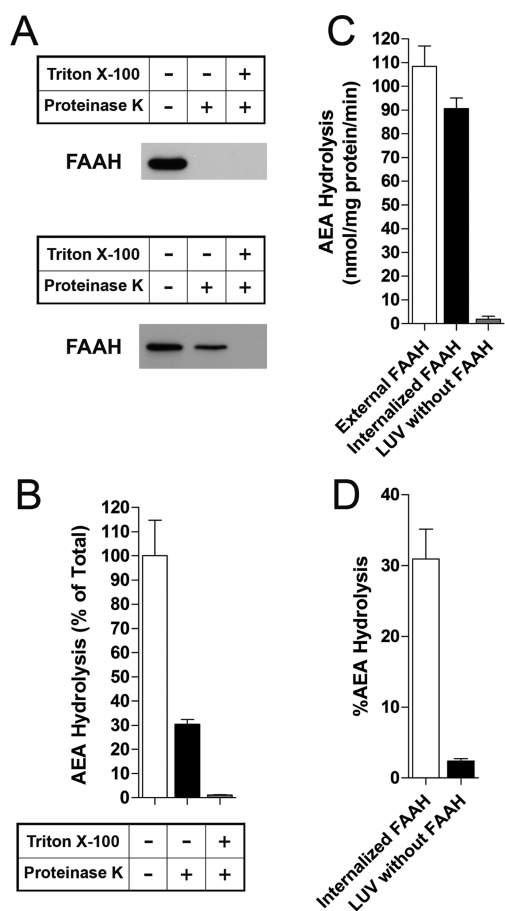 A
Triton X-100 - - +
Proteinase K - + +
FAAH
Triton X-100 - - +
Proteinase K - + +
FAAH
B
AEA Hydrolysis (% of Total)
120
110
100
90
80
70
60
50
40
30
20
10
0
Triton X-100 - - +
Proteinase K - + +
C
AEA Hydrolysis
(nmol/mg protein/min)
120
110
100
90
80
70
60
50
40
30
20
10
0
External FAAH
Internalized FAAH
LUV without FAAH
D
%AEA Hydrolysis
40
30
20
10
0
Internalized FAAH
LUV without FAAH